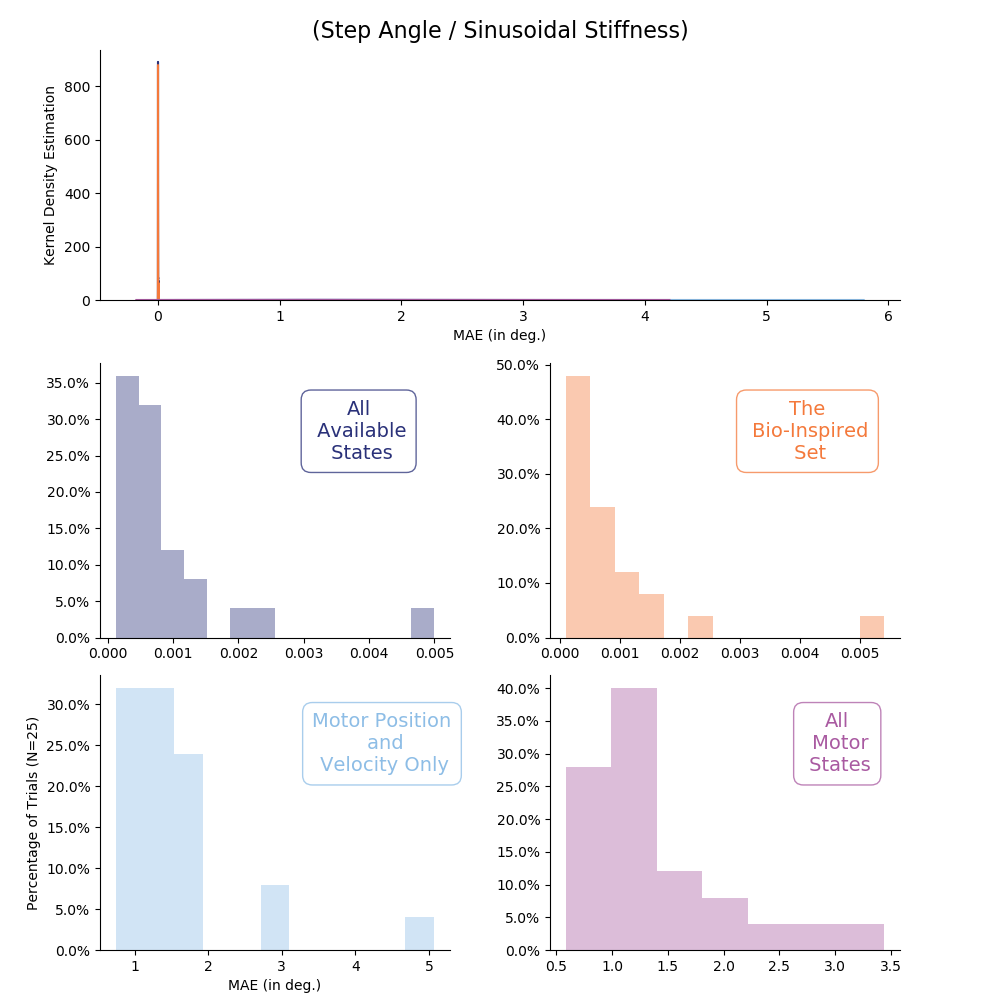 (Step Angle / Sinusoidal Stiffness)
Kernel Density Estimation
800
600
400
200
0
0 1 2 3 4 5 6
MAE (in deg.)
35.0%
30.0%
25.0%
20.0%
15.0%
10.0%
5.0%
0.0%
0.000 0.001 0.002 0.003 0.004 0.005
All
Available
States
50.0%
40.0%
30.0%
20.0%
10.0%
0.0%
0.000 0.001 0.002 0.003 0.004 0.005
The
Bio-Inspired
Set
Percentage of Trials (N=25)
30.0%
25.0%
20.0%
15.0%
10.0%
5.0%
0.0%
1 2 3 4 5
MAE (in deg.)
Motor Position
and
Velocity Only
40.0%
35.0%
30.0%
25.0%
20.0%
15.0%
10.0%
5.0%
0.0%
0.5 1.0 1.5 2.0 2.5 3.0 3.5
All
Motor
States